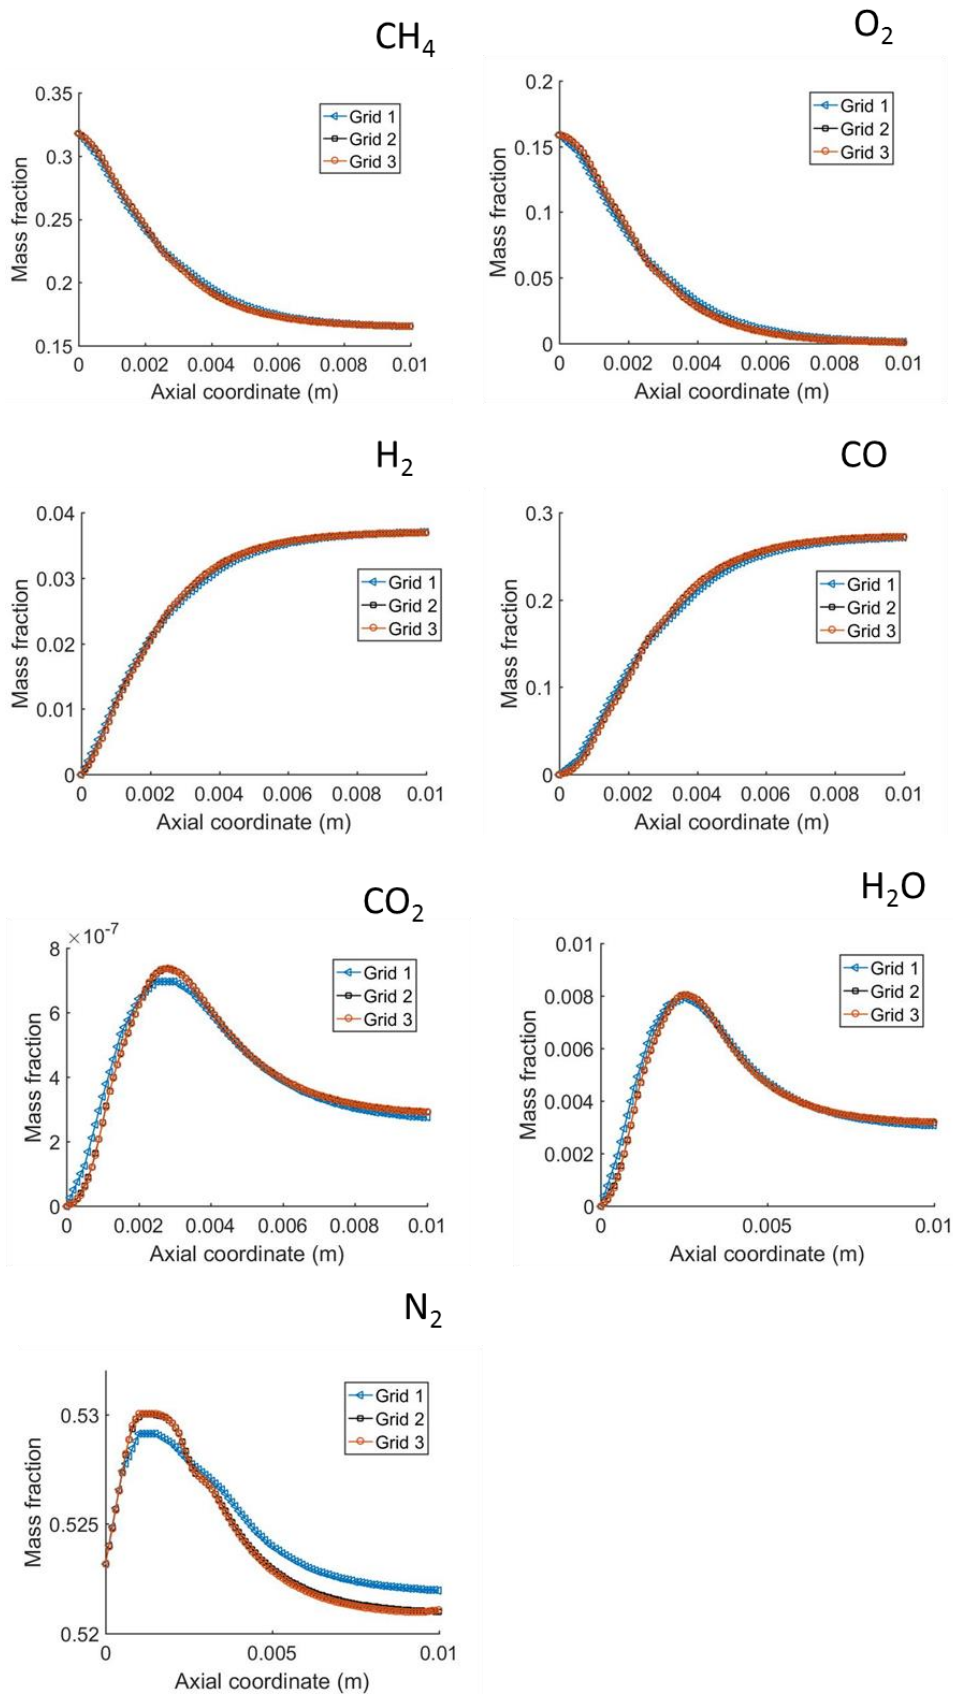 CH₄
0.35
0.3
0.25
0.2
0.15
Mass fraction
Grid 1
Grid 2
Grid 3
0 0.002 0.004 0.006 0.008 0.01
Axial coordinate (m)
O₂
0.2
0.15
0.1
0.05
0
Mass fraction
Grid 1
Grid 2
Grid 3
0 0.002 0.004 0.006 0.008 0.01
Axial coordinate (m)
H₂
0.04
0.03
0.02
0.01
0
Mass fraction
Grid 1
Grid 2
Grid 3
0 0.002 0.004 0.006 0.008 0.01
Axial coordinate (m)
CO
0.3
0.2
0.1
0
Mass fraction
Grid 1
Grid 2
Grid 3
0 0.002 0.004 0.006 0.008 0.01
Axial coordinate (m)
CO₂
×10⁻⁷
8
6
4
2
0
Mass fraction
Grid 1
Grid 2
Grid 3
0 0.002 0.004 0.006 0.008 0.01
Axial coordinate (m)
H₂O
0.01
0.008
0.006
0.004
0.002
0
Mass fraction
Grid 1
Grid 2
Grid 3
0 0.005 0.01
Axial coordinate (m)
N₂
0.53
0.525
0.52
Mass fraction
Grid 1
Grid 2
Grid 3
0 0.005 0.01
Axial coordinate (m)